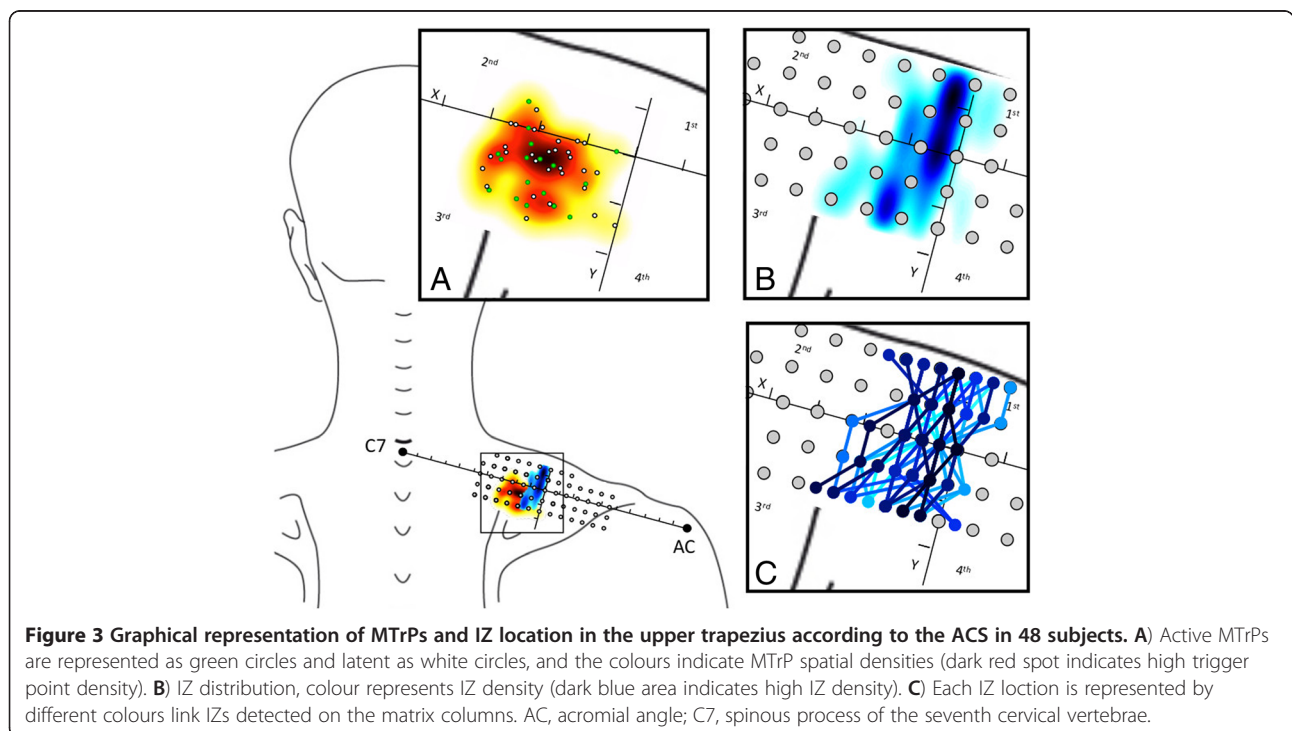 2nd
X
1st
3rd
Y
4th
A
2nd
X
1st
3rd
Y
4th
B
2nd
X
1st
3rd
Y
4th
C
C7
AC
Figure 3 Graphical representation of MTrPs and IZ location in the upper trapezius according to the ACS in 48 subjects. A) Active MTrPs
are represented as green circles and latent as white circles, and the colours indicate MTrP spatial densities (dark red spot indicates high trigger
point density). B) IZ distribution, colour represents IZ density (dark blue area indicates high IZ density). C) Each IZ loction is represented by
different colours link IZs detected on the matrix columns. AC, acromial angle; C7, spinous process of the seventh cervical vertebrae.